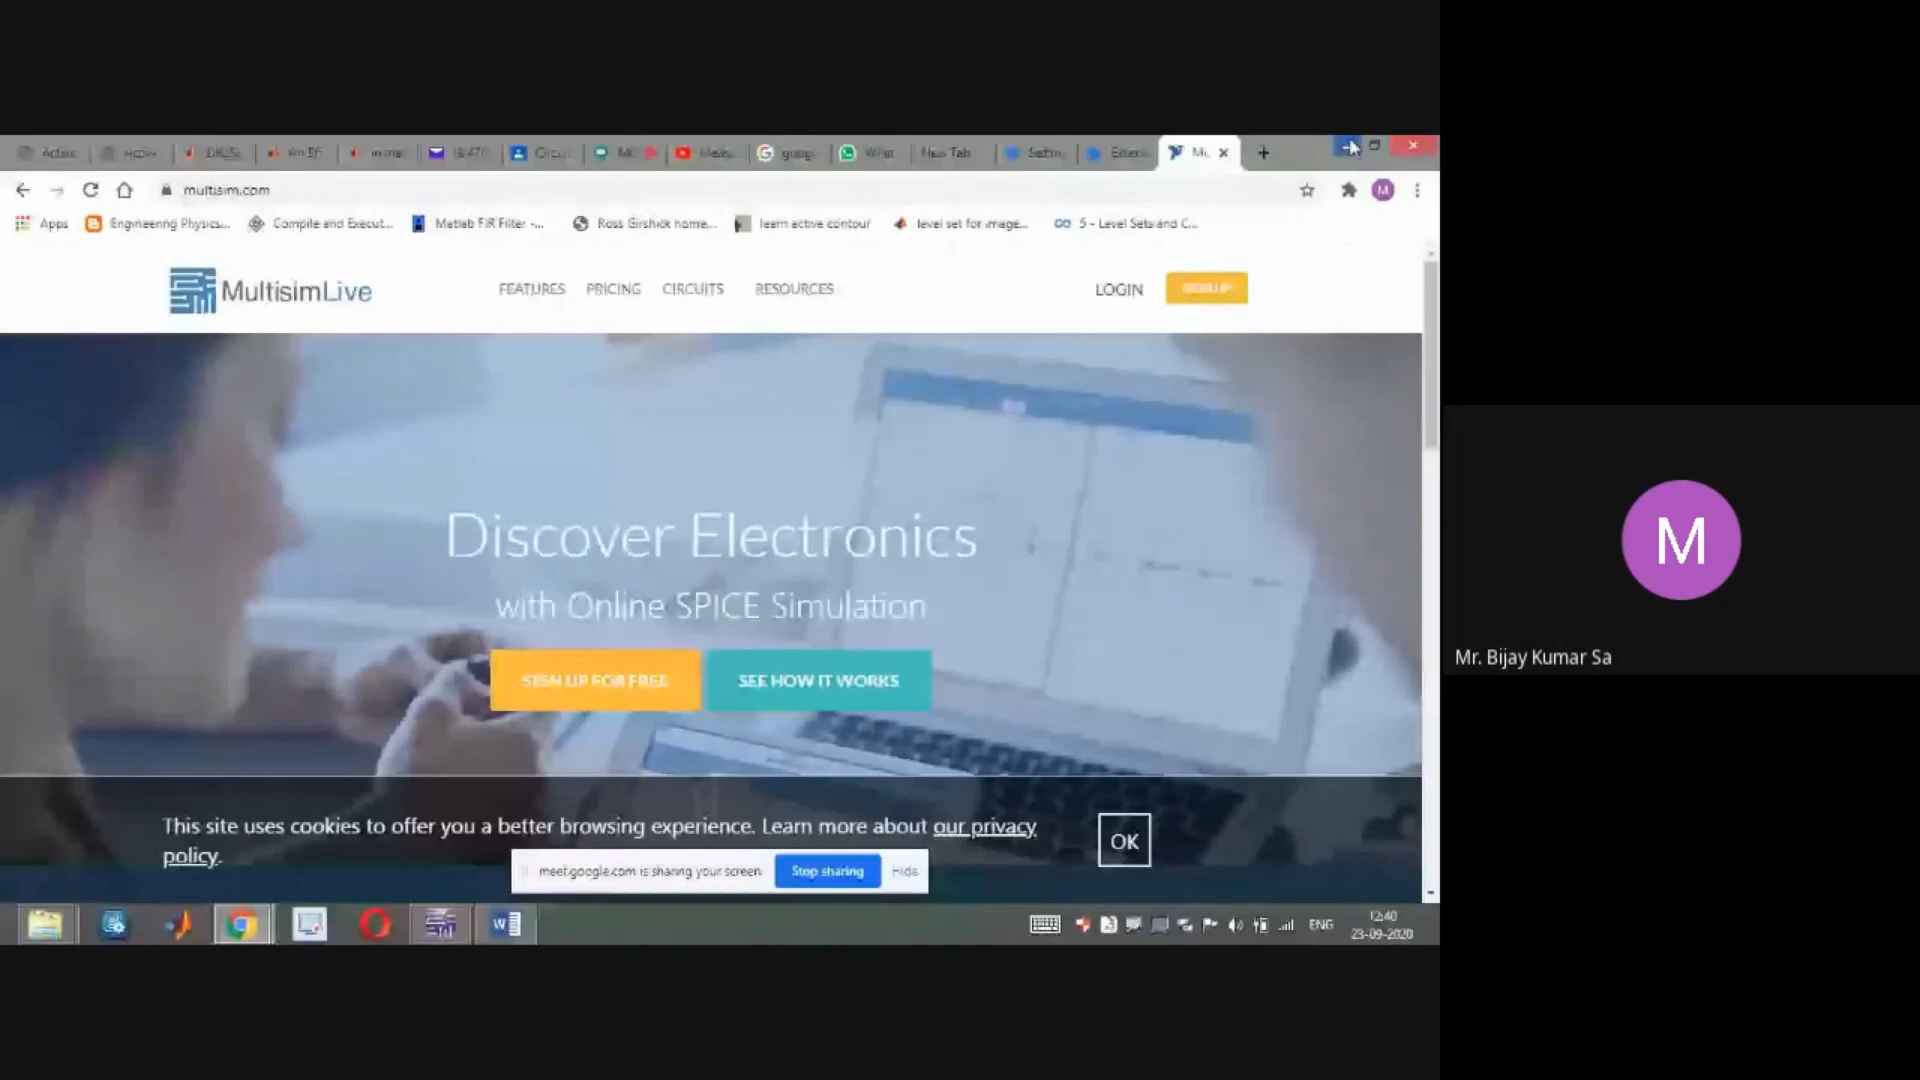 New Tab
multisim.com
M
Apps
Engineering Physics...
Compile and Execut...
Matlab FIR Filter -...
Ross Girshick home...
learn active contour
level set for image...
5 - Level Sets and C...
MultisimLive
FEATURES
PRICING
CIRCUITS
RESOURCES
LOGIN
SIGN UP
Discover Electronics
with Online SPICE Simulation
SIGN UP FOR FREE
SEE HOW IT WORKS
This site uses cookies to offer you a better browsing experience. Learn more about our privacy
policy.
OK
meet.google.com is sharing your screen
Stop sharing
Hide
ENG
12:40
23-09-2020
M
Mr. Bijay Kumar Sa